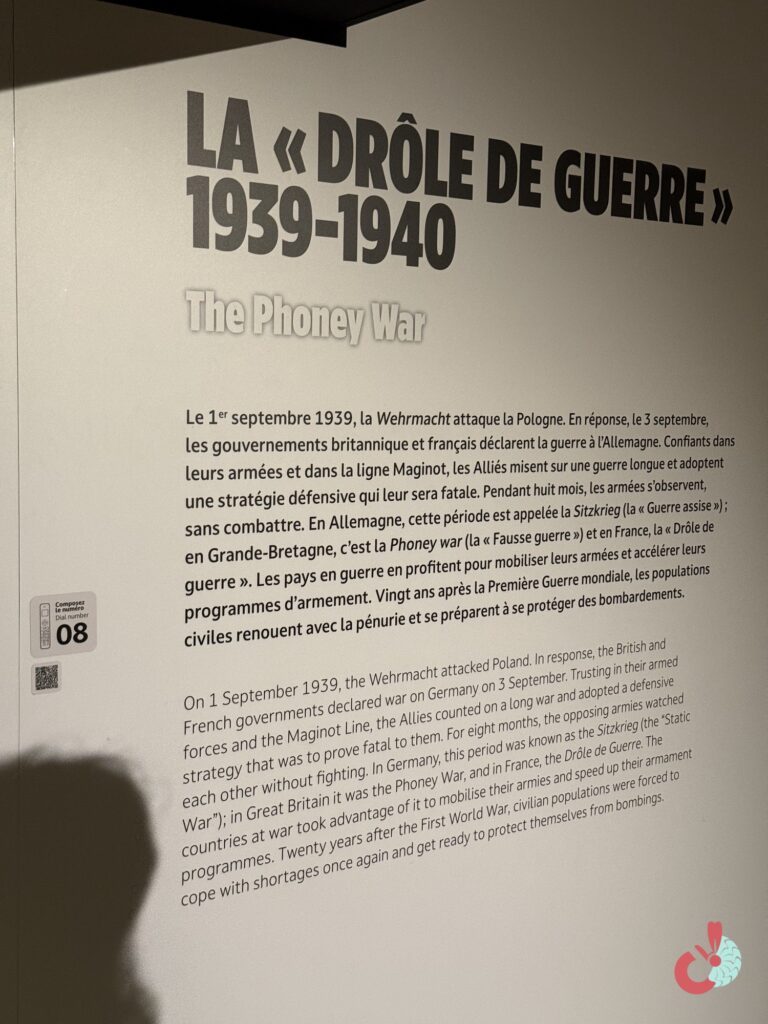 LA « DRÔLE DE GUERRE »
1939-1940
The Phoney War
Le 1er septembre 1939, la Wehrmacht attaque la Pologne. En réponse, le 3 septembre,
les gouvernements britannique et français déclarent la guerre à l'Allemagne. Confiants dans
leurs armées et dans la ligne Maginot, les Alliés misent sur une guerre longue et adoptent
une stratégie défensive qui leur sera fatale. Pendant huit mois, les armées s'observent,
sans combattre. En Allemagne, cette période est appelée la Sitzkrieg (la « Guerre assise ») ;
en Grande-Bretagne, c'est la Phoney war (la « Fausse guerre ») et en France, la « Drôle de
guerre ». Les pays en guerre en profitent pour mobiliser leurs armées et accélérer leurs
programmes d'armement. Vingt ans après la Première Guerre mondiale, les populations
civiles renouent avec la pénurie et se préparent à se protéger des bombardements.
Composez
le numéro
Dial number
08
On 1 September 1939, the Wehrmacht attacked Poland. In response, the British and
French governments declared war on Germany on 3 September. Trusting in their armed
forces and the Maginot Line, the Allies counted on a long war and adopted a defensive
strategy that was to prove fatal to them. For eight months, the opposing armies watched
each other without fighting. In Germany, this period was known as the Sitzkrieg (the "Static
War"); in Great Britain it was the Phoney War, and in France, the Drôle de Guerre. The
countries at war took advantage of it to mobilise their armies and speed up their armament
programmes. Twenty years after the First World War, civilian populations were forced to
cope with shortages once again and get ready to protect themselves from bombings.